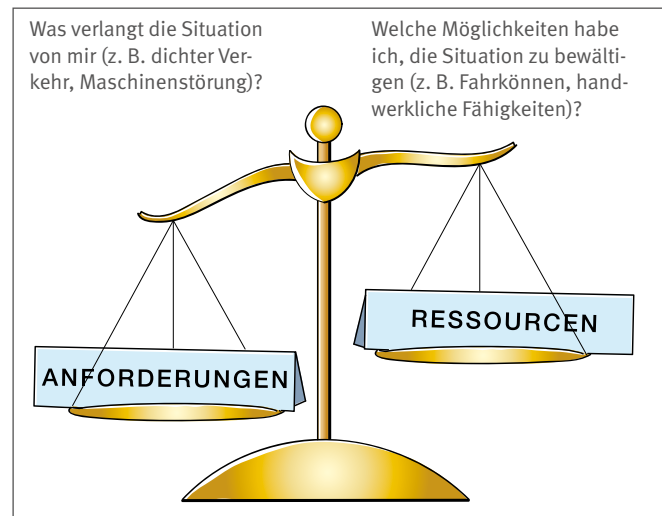 Was verlangt die Situation
von mir (z. B. dichter Ver-
kehr, Maschinenstörung)?
Welche Möglichkeiten habe
ich, die Situation zu bewälti-
gen (z. B. Fahrkönnen, hand-
werkliche Fähigkeiten)?
RESSOURCEN
ANFORDERUNGEN